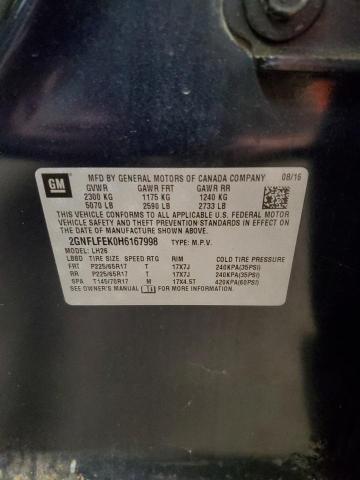 GM
MFD BY GENERAL MOTORS OF CANADA COMPANY 08/16
GVWR GAWR FRT GAWR RR
2300 KG 1175 KG 1240 KG
5070 LB 2590 LB 2733 LB
THIS VEHICLE CONFORMS TO ALL APPLICABLE U.S. FEDERAL MOTOR
VEHICLE SAFETY AND THEFT PREVENTION STANDARDS IN EFFECT ON THE
DATE OF MANUFACTURE SHOWN ABOVE.
2GNFLFEK0H6167998 TYPE: M.P.V.
MODEL: LH26
LBBD TIRE SIZE SPEED RTG RIM COLD TIRE PRESSURE
FRT P225/65R17 T 17X7J 240KPA(35PSI)
RR P225/65R17 T 17X7J 240KPA(35PSI)
SPA T145/70R17 M 17X4.5T 420KPA(60PSI)
SEE OWNER'S MANUAL FOR ADDITIONAL INFORMATION